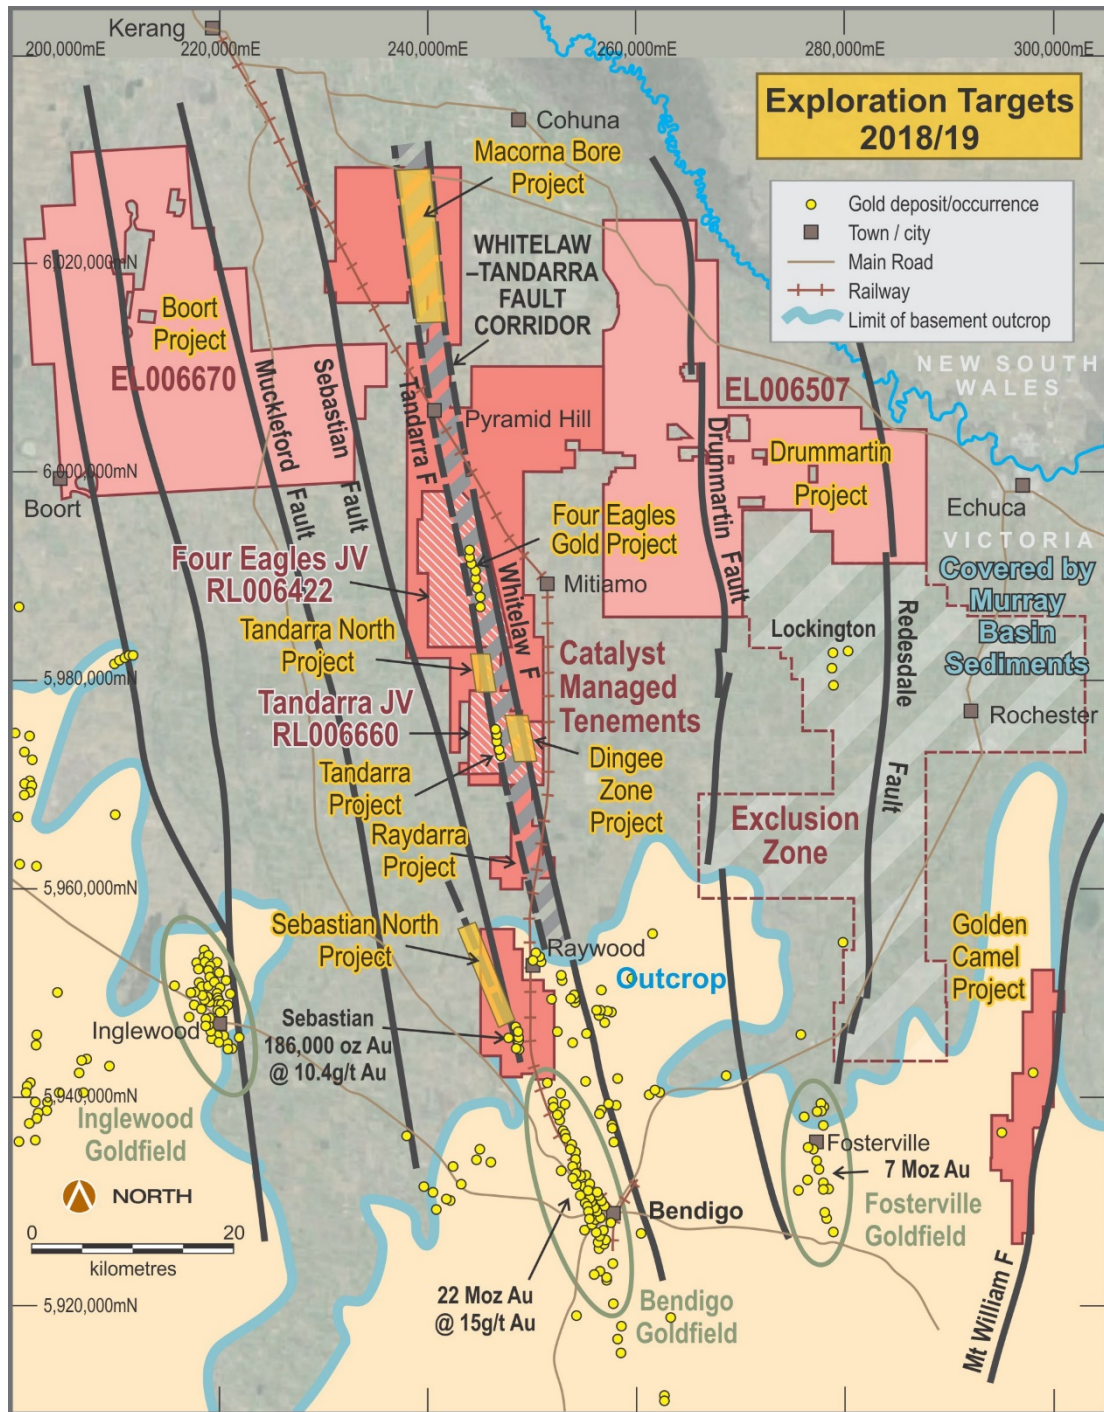 Kerang
200,000mE
220,000mE
240,000mE
260,000mE
280,000mE
300,000mE
Exploration Targets
2018/19
Cohuna
Macorna Bore
Project
Gold deposit/occurrence
Town / city
Main Road
Railway
Limit of basement outcrop
WHITELAW
–TANDARRA
FAULT
CORRIDOR
6,020,000mN
Boort
Project
EL006670
Muckleford
Fault
Sebastian
Fault
Tandarra F
Pyramid Hill
EL006507
NEW SOUTH
WALES
Drummartin
Fault
Drummartin
Project
6,000,000mN
Boort
Echuca
VICTORIA
Four Eagles
Gold Project
Four Eagles JV
RL006422
Whitelaw F
Mitiamo
Covered by
Murray
Basin
Sediments
Redesdale
Fault
Lockington
Tandarra North
Project
Catalyst
Managed
Tenements
5,980,000mN
Tandarra JV
RL006660
Rochester
Tandarra
Project
Dingee
Zone
Project
Raydarra
Project
Exclusion
Zone
5,960,000mN
Sebastian North
Project
Raywood
Outcrop
Golden
Camel
Project
Inglewood
Sebastian
186,000 oz Au
@ 10.4g/t Au
5,940,000mN
Inglewood
Goldfield
Fosterville
7 Moz Au
Fosterville
Goldfield
NORTH
0
20
kilometres
Bendigo
22 Moz Au
@ 15g/t Au
Bendigo
Goldfield
5,920,000mN
Mt William F